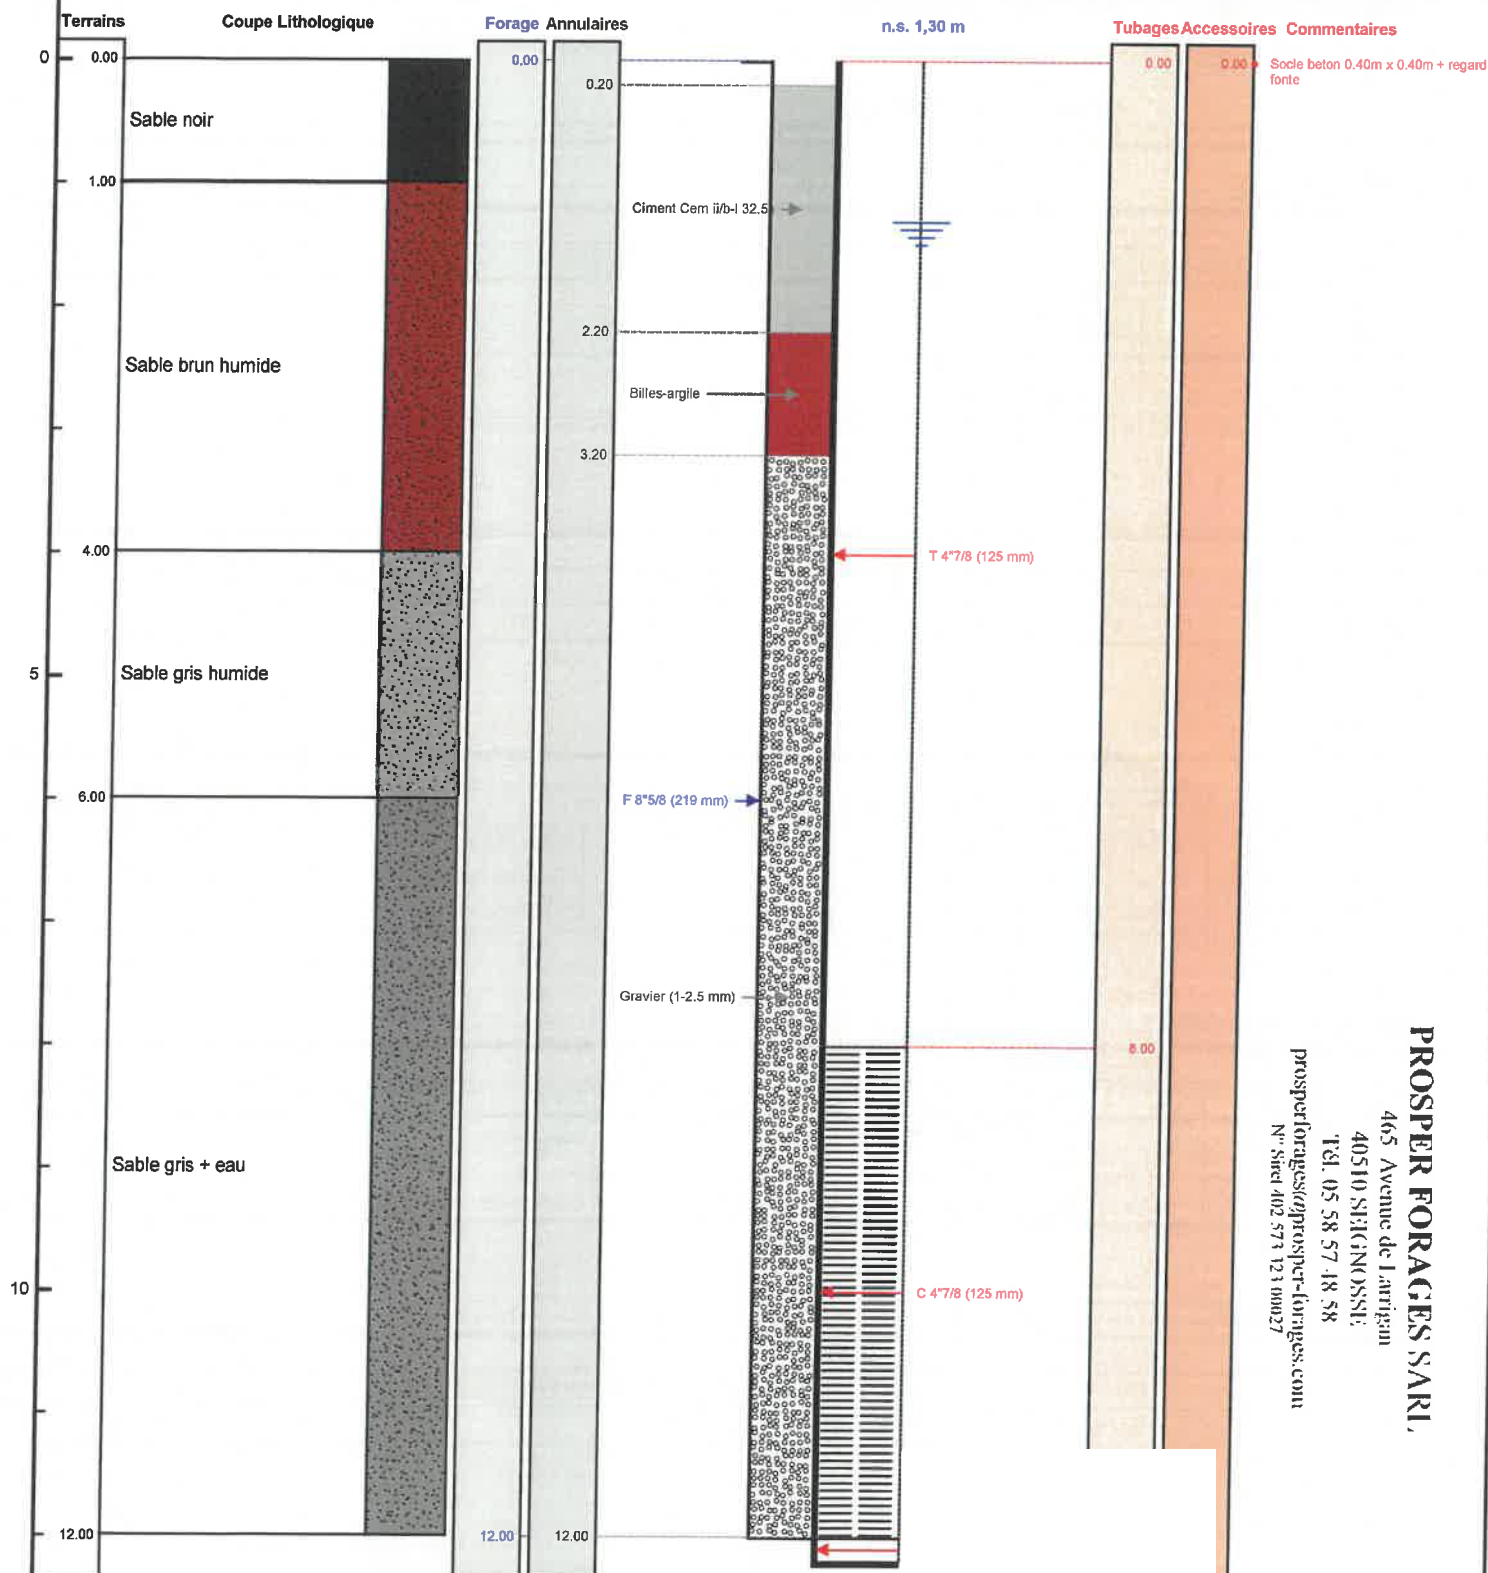 Terrains Coupe Lithologique Forage Annulaires n.s. 1,30 m Tubages Accessoires Commentaires
0 0.00 0.00 0.00 0.00 Socle beton 0.40m x 0.40m + regard
fonte
0.20
Sable noir
1.00
Ciment Cem ii/b-l 32.5
2.20
Sable brun humide
Billes-argile
3.20
4.00
T 4"7/8 (125 mm)
5
Sable gris humide
6.00
F 8"5/8 (219 mm)
Gravier (1-2.5 mm)
8.00
Sable gris + eau
10
C 4"7/8 (125 mm)
12.00 12.00 12.00
PROSPER FORAGES SARL
465 Avenue de Larrigan
40510 SEIGNOSSE
Tél. 05 58 57 48 58
prosperforages@prosper-forages.com
N° Siret 402 573 123 00027